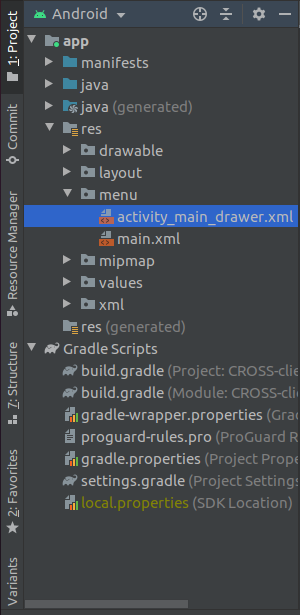 Android
1: Project
Commit
Resource Manager
7: Structure
2: Favorites
Variants
app
manifests
java
java (generated)
res
drawable
layout
menu
activity_main_drawer.xml
main.xml
mipmap
values
xml
res (generated)
Gradle Scripts
build.gradle (Project: CROSS-clie
build.gradle (Module: CROSS-clie
gradle-wrapper.properties (Grad
proguard-rules.pro (ProGuard R
gradle.properties (Project Prope
settings.gradle (Project Settings
local.properties (SDK Location)